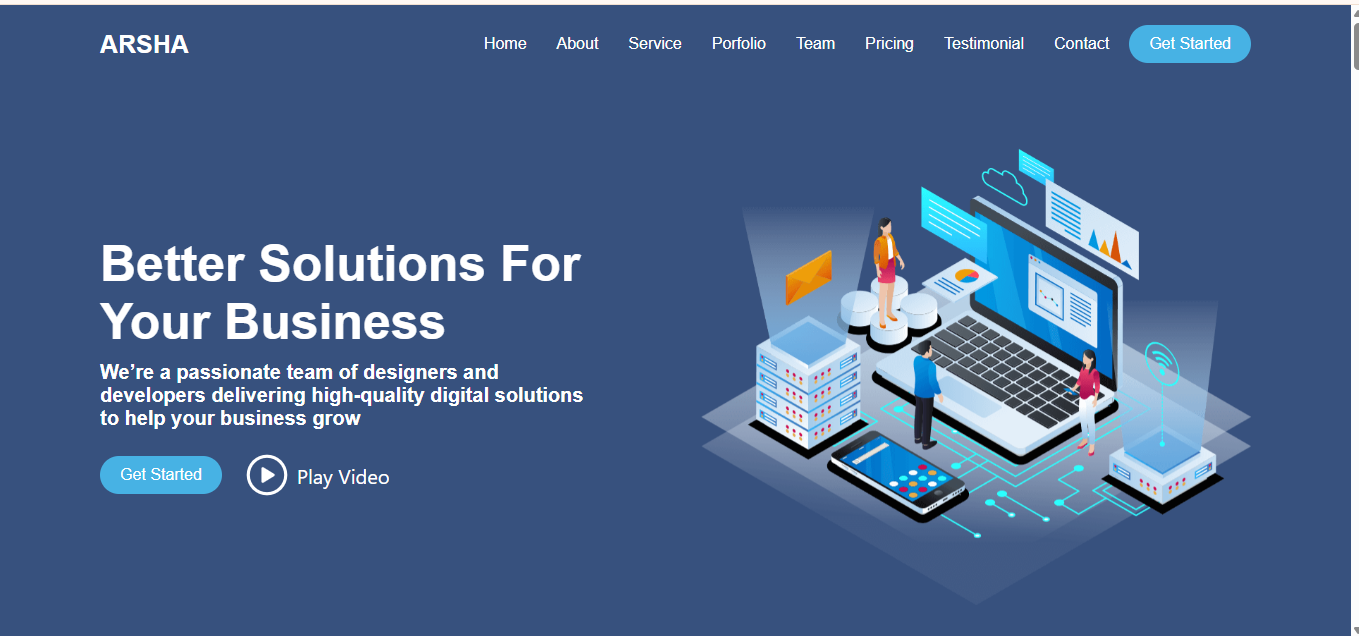 ARSHA
Home About Service Porfolio Team Pricing Testimonial Contact Get Started
Better Solutions For
Your Business
We’re a passionate team of designers and
developers delivering high-quality digital solutions
to help your business grow
Get Started Play Video